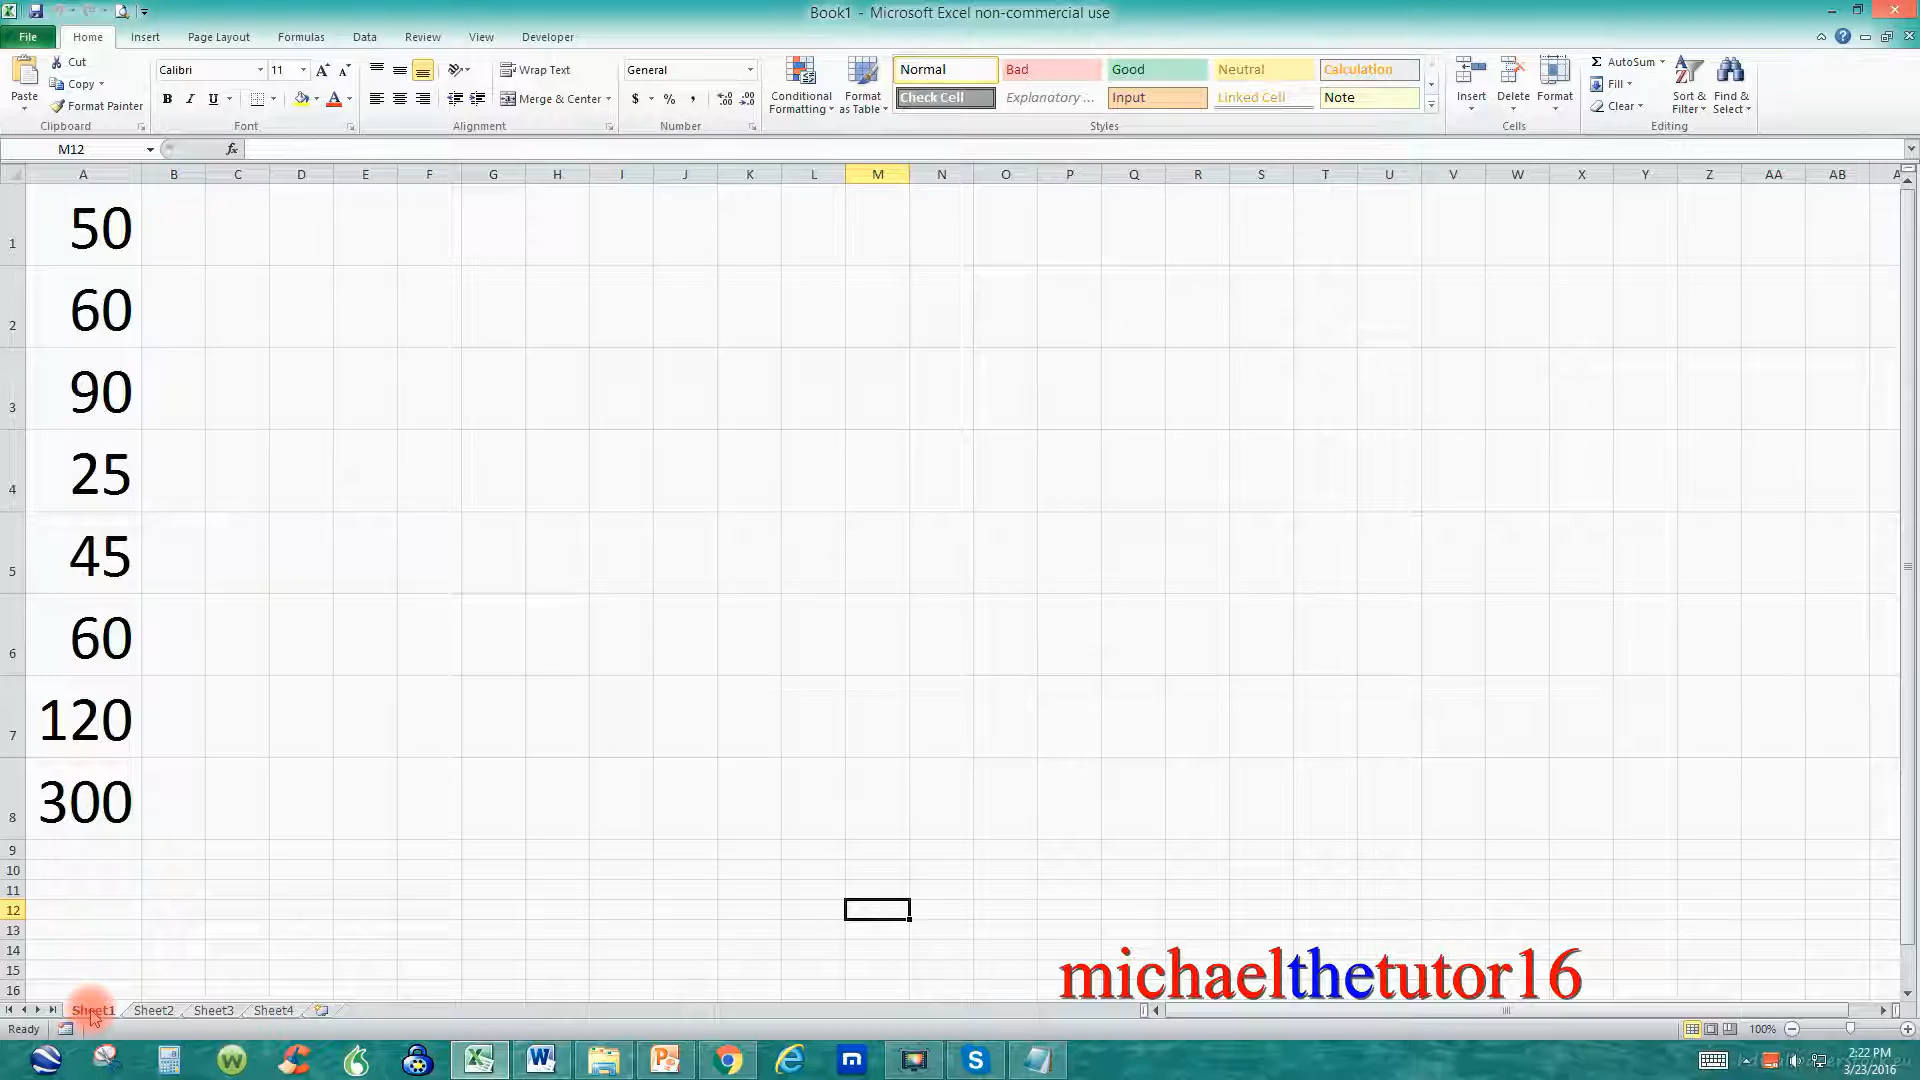 Book1 - Microsoft Excel non-commercial use
File Home Insert Page Layout Formulas Data Review View Developer
Paste Cut Copy Format Painter
Clipboard
Calibri 11
B I U
Font
Wrap Text
Merge & Center
Alignment
General
$ % ,
Number
Conditional Formatting
Format as Table
Normal Bad Good Neutral Calculation
Check Cell Explanatory ... Input Linked Cell Note
Styles
Insert Delete Format
Cells
Σ AutoSum
Fill
Clear
Sort & Filter
Find & Select
Editing
M12 fx
A B C D E F G H I J K L M N O P Q R S T U V W X Y Z AA AB
1 50
2 60
3 90
4 25
5 45
6 60
7 120
8 300
9
10
11
12
13
14
15
16
michaelthetutor16
Sheet1 Sheet2 Sheet3 Sheet4
Ready 100%
2:22 PM
3/23/2016